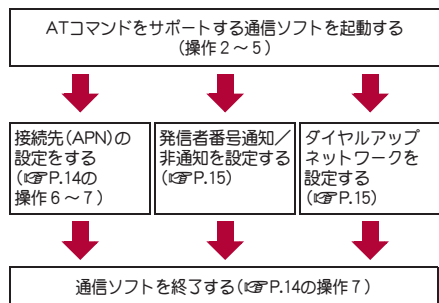 ATコマンドをサポートする通信ソフトを起動する
(操作2~5)
接続先(APN)の
設定をする
(☞P.14の
操作6~7)
発信者番号通知/
非通知を設定する
(☞P.15)
ダイヤルアップ
ネットワークを
設定する
(☞P.15)
通信ソフトを終了する(☞P.14の操作7)